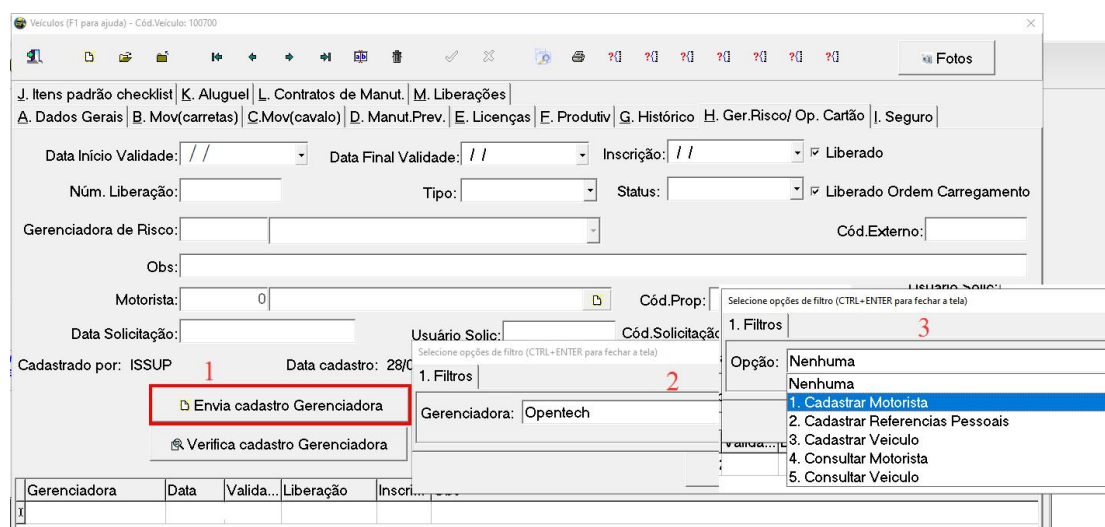 Veículos (F1 para ajuda) - Cód.Veículo: 100700
?{} ?{} ?{} ?{} ?{} ?{} ?{} Fotos
J. Itens padrão checklist K. Aluguel L. Contratos de Manut. M. Liberações
A. Dados Gerais B. Mov(carretas) C.Mov(cavalo) D. Manut.Prev. E. Licenças F. Produtiv G. Histórico H. Ger.Risco/ Op. Cartão I. Seguro
Data Início Validade: / / Data Final Validade: / / Inscrição: / / Liberado
Núm. Liberação: Tipo: Status: Liberado Ordem Carregamento
Gerenciadora de Risco: Cód.Externo:
Obs:
Motorista: 0 Cód.Prop: Usuário Solic:
Data Solicitação: Usuário Solic: Cód.Solicitaçã
Cadastrado por: ISSUP Data cadastro: 28/0
1
Envia cadastro Gerenciadora
Verifica cadastro Gerenciadora
Selecione opções de filtro (CTRL+ENTER para fechar a tela)
1. Filtros
2
Gerenciadora: Opentech
Selecione opções de filtro (CTRL+ENTER para fechar a tela)
1. Filtros
3
Opção: Nenhuma
Nenhuma
1. Cadastrar Motorista
2. Cadastrar Referencias Pessoais
3. Cadastrar Veiculo
4. Consultar Motorista
5. Consultar Veiculo
Gerenciadora Data Valida... Liberação Inscri...